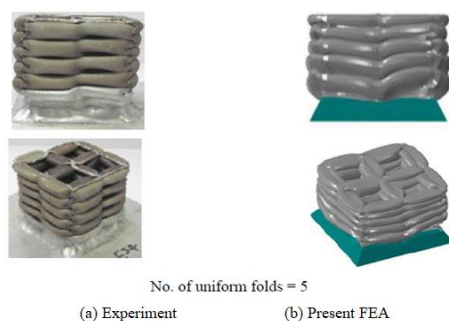 No. of uniform folds = 5
(a) Experiment (b) Present FEA